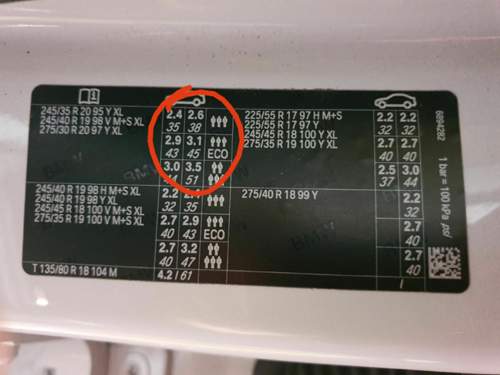 245/35 R 20 95 Y XL
245/40 R 19 98 V M+S XL
275/30 R 20 97 Y XL
2.4 2.6
35 38
2.9 3.1
43 45 ECO
3.0 3.5
51
245/40 R 19 98 H M+S XL
245/40 R 19 98 Y XL
245/45 R 18 100 V M+S XL
275/35 R 19 100 V M+S XL
2.2
32 35
2.7 2.9
40 43 ECO
2.7 3.2
40 47
T 135/80 R 18 104 M
4.2 / 61
225/55 R 17 97 H M+S
225/55 R 17 97 Y
245/45 R 18 100 Y XL
275/35 R 19 100 Y XL
2.2 2.2
32 32
2.7 2.7
40 40
2.5 3.0
37 44
275/40 R 18 99 Y
2.2
32
2.7
40
2.7
40
/
6894282
1 bar = 100 kPa psi